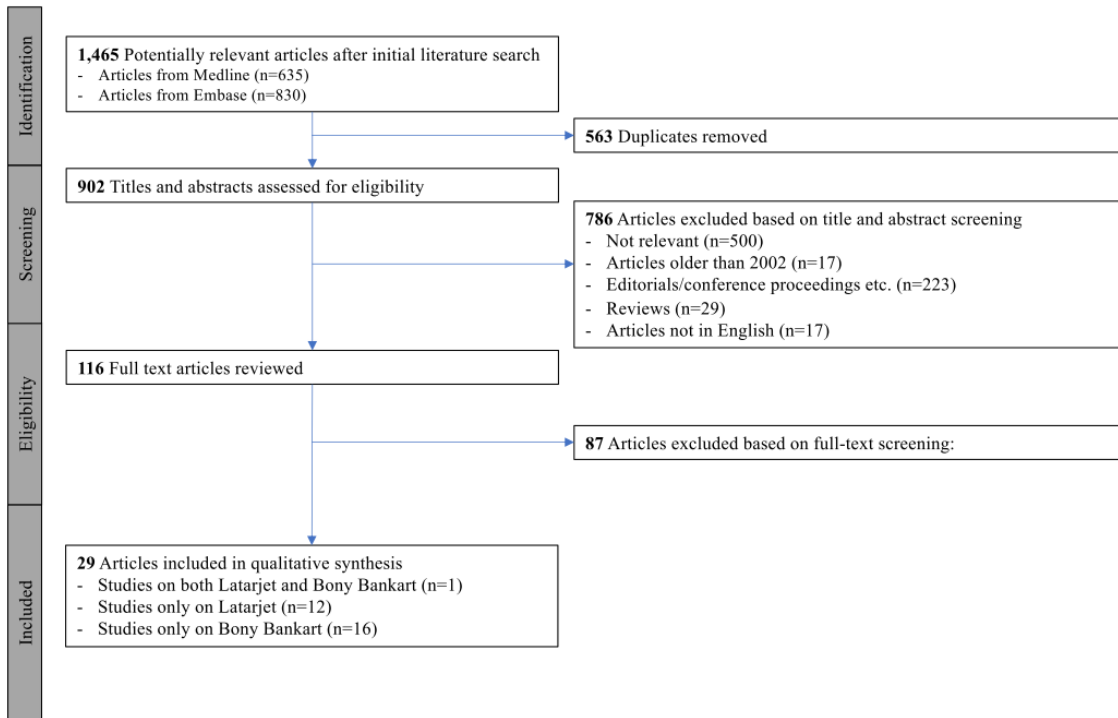 Identification
1,465 Potentially relevant articles after initial literature search
- Articles from Medline (n=635)
- Articles from Embase (n=830)
563 Duplicates removed
Screening
902 Titles and abstracts assessed for eligibility
786 Articles excluded based on title and abstract screening
- Not relevant (n=500)
- Articles older than 2002 (n=17)
- Editorials/conference proceedings etc. (n=223)
- Reviews (n=29)
- Articles not in English (n=17)
Eligibility
116 Full text articles reviewed
87 Articles excluded based on full-text screening:
Included
29 Articles included in qualitative synthesis
- Studies on both Latarjet and Bony Bankart (n=1)
- Studies only on Latarjet (n=12)
- Studies only on Bony Bankart (n=16)